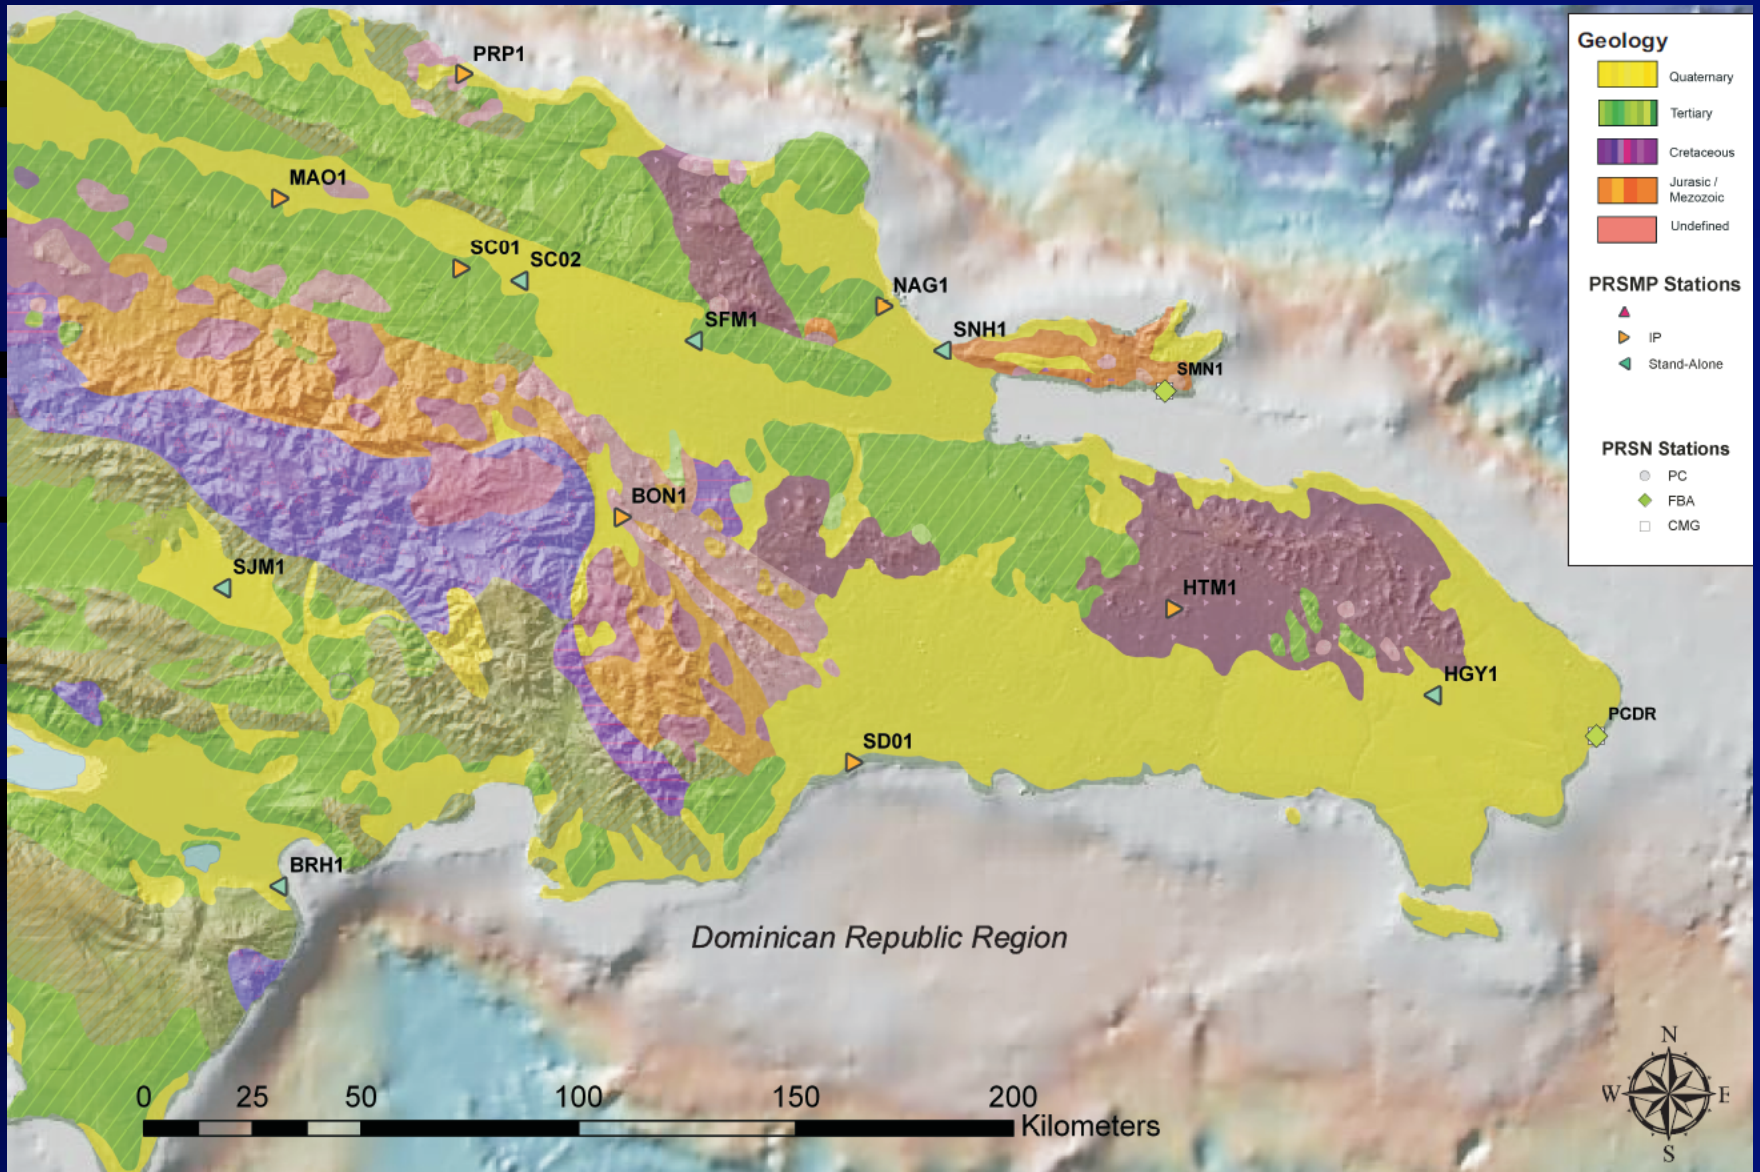 PRP1
MAO1
SC01
SC02
NAG1
SFM1
SNH1
SMN1
BON1
SJM1
HTM1
HGY1
PCDR
SD01
BRH1
Dominican Republic Region
0 25 50 100 150 200
Kilometers
Geology
Quaternary
Tertiary
Cretaceous
Jurasic /
Mezozoic
Undefined
PRSMP Stations
IP
Stand-Alone
PRSN Stations
PC
FBA
CMG
N
W E
S